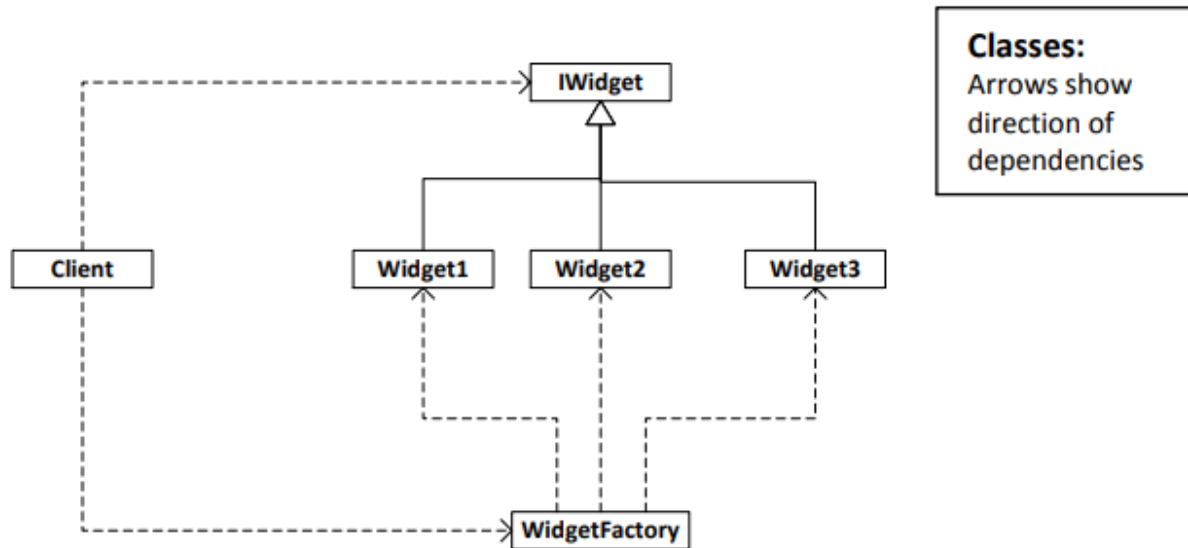 Classes:
Arrows show
direction of
dependencies
IWidget
Client
Widget1
Widget2
Widget3
WidgetFactory